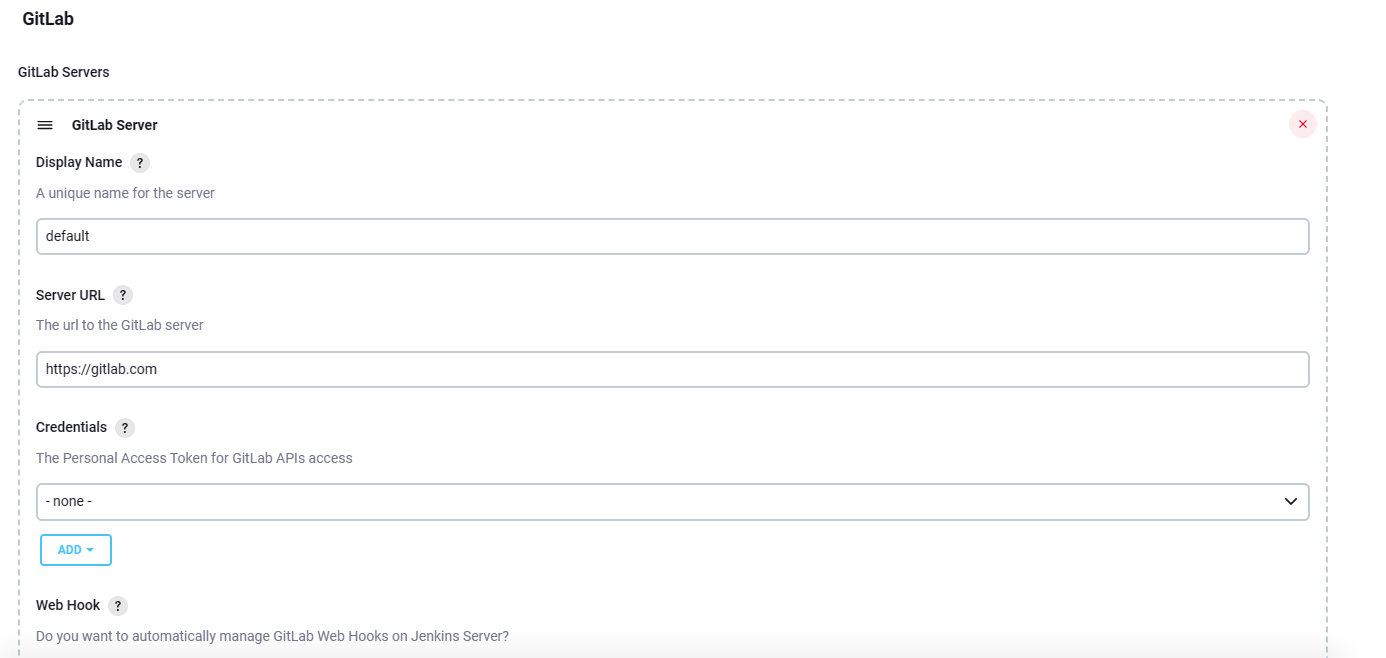 GitLab
GitLab Servers
GitLab Server
Display Name ?
A unique name for the server
default
Server URL ?
The url to the GitLab server
https://gitlab.com
Credentials ?
The Personal Access Token for GitLab APIs access
- none -
ADD
Web Hook ?
Do you want to automatically manage GitLab Web Hooks on Jenkins Server?